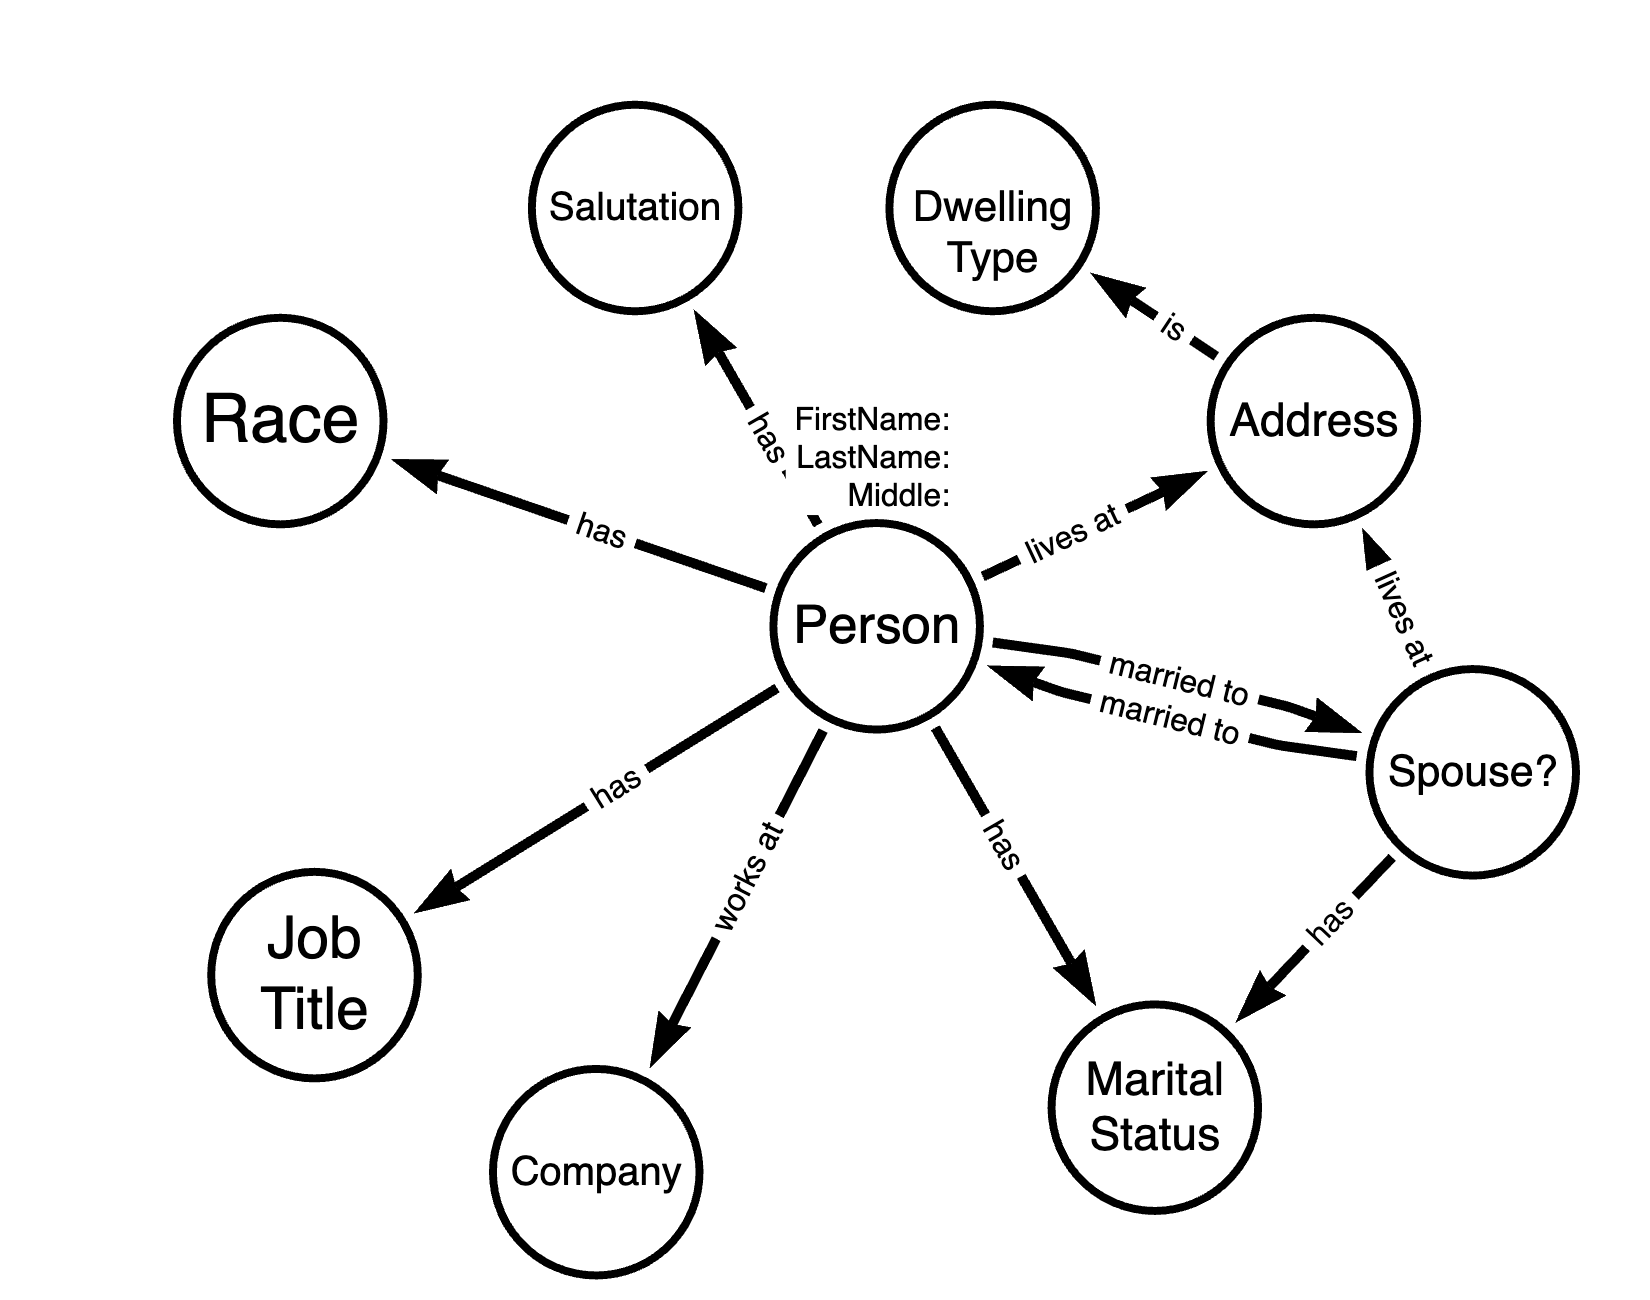 Salutation
Dwelling
Type
is
Race
Address
has
FirstName:
LastName:
Middle:
has
lives at
lives at
Person
married to
married to
Spouse?
has
works at
has
has
Job
Title
Marital
Status
Company